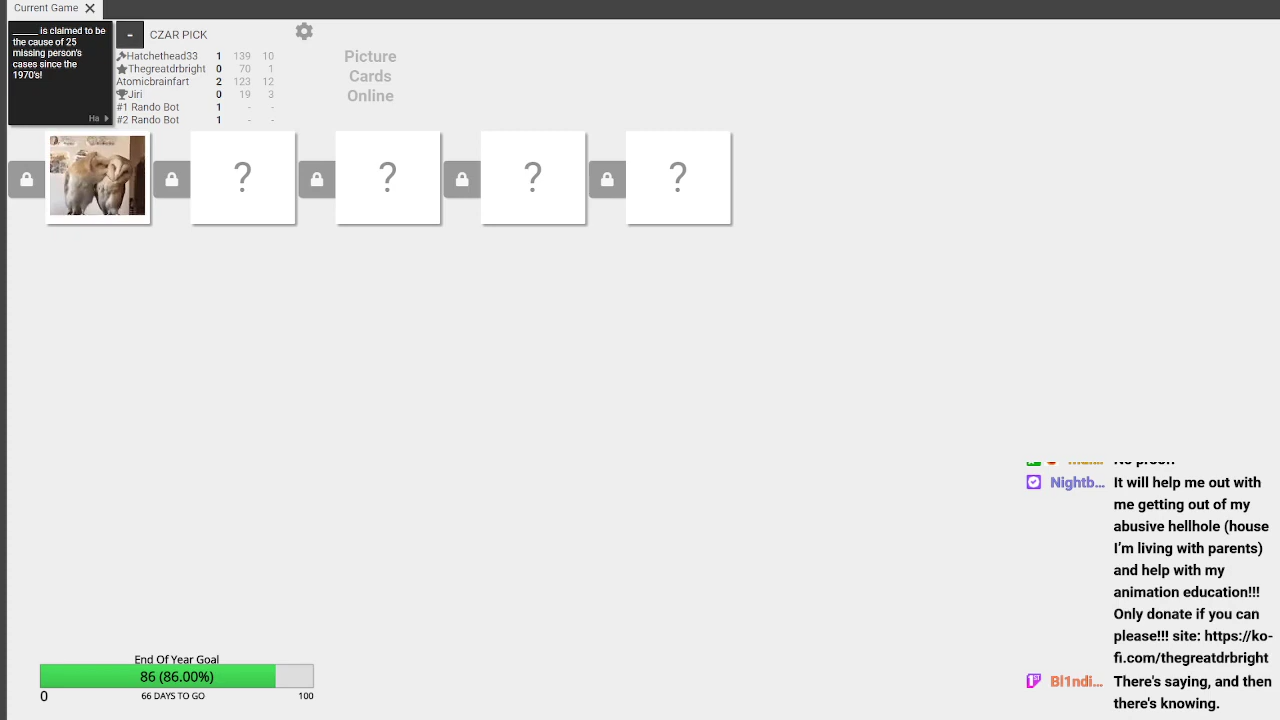 Current Game
_____ is claimed to be
the cause of 25
missing person's
cases since the
1970's!
Ha
-
CZAR PICK
Hatchethead33 1 139 10
Thegreatdrbright 0 70 1
Atomicbrainfart 2 123 12
Jiri 0 19 3
#1 Rando Bot 1 - -
#2 Rando Bot 1 - -
Picture
Cards
Online
? ? ? ?
Nightb... It will help me out with
me getting out of my
abusive hellhole (house
I'm living with parents)
and help with my
animation education!!!
Only donate if you can
please!!! site: https://ko-
fi.com/thegreatdrbright
Bl1ndi... There's saying, and then
there's knowing.
End Of Year Goal
86 (86.00%)
0 66 DAYS TO GO 100